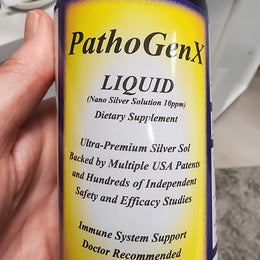 PathoGenX
LIQUID
(Nano Silver Solution 10ppm)
Dietary Supplement
Ultra-Premium Silver Sol
Backed by Multiple USA Patents
and Hundreds of Independent
Safety and Efficacy Studies
Immune System Support
Doctor Recommended